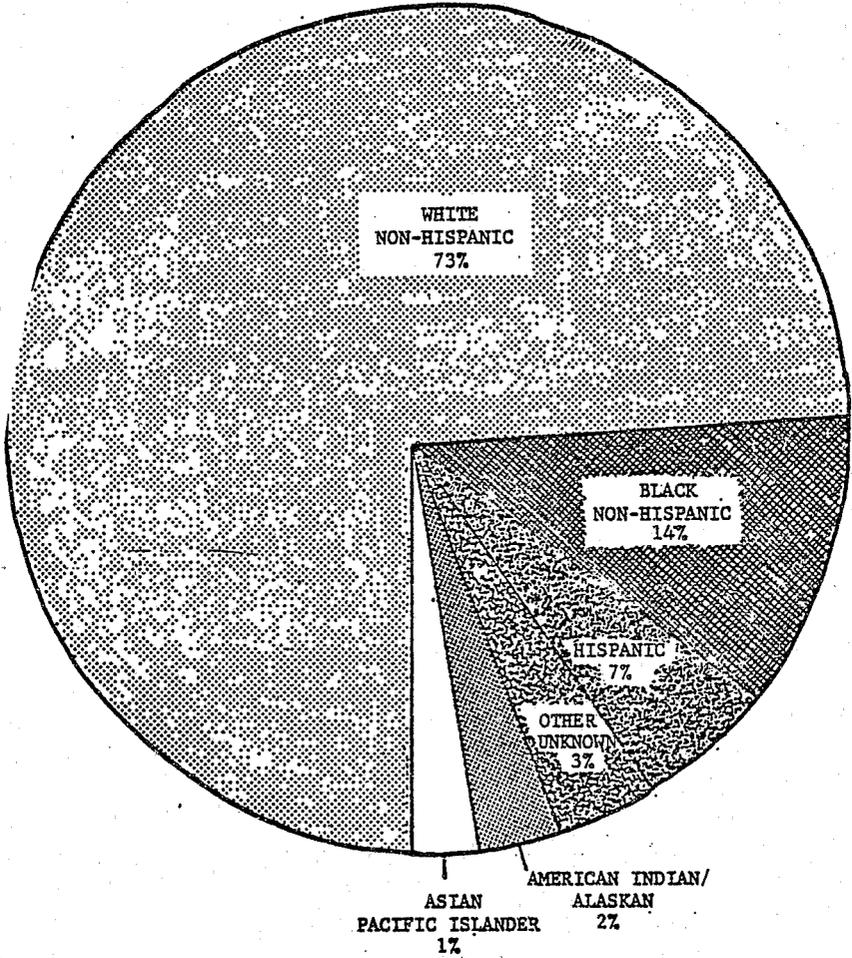 WHITE
NON-HISPANIC
73%
BLACK
NON-HISPANIC
14%
HISPANIC
7%
OTHER
UNKNOWN
3%
AMERICAN INDIAN/
ALASKAN
2%
ASIAN
PACIFIC ISLANDER
1%